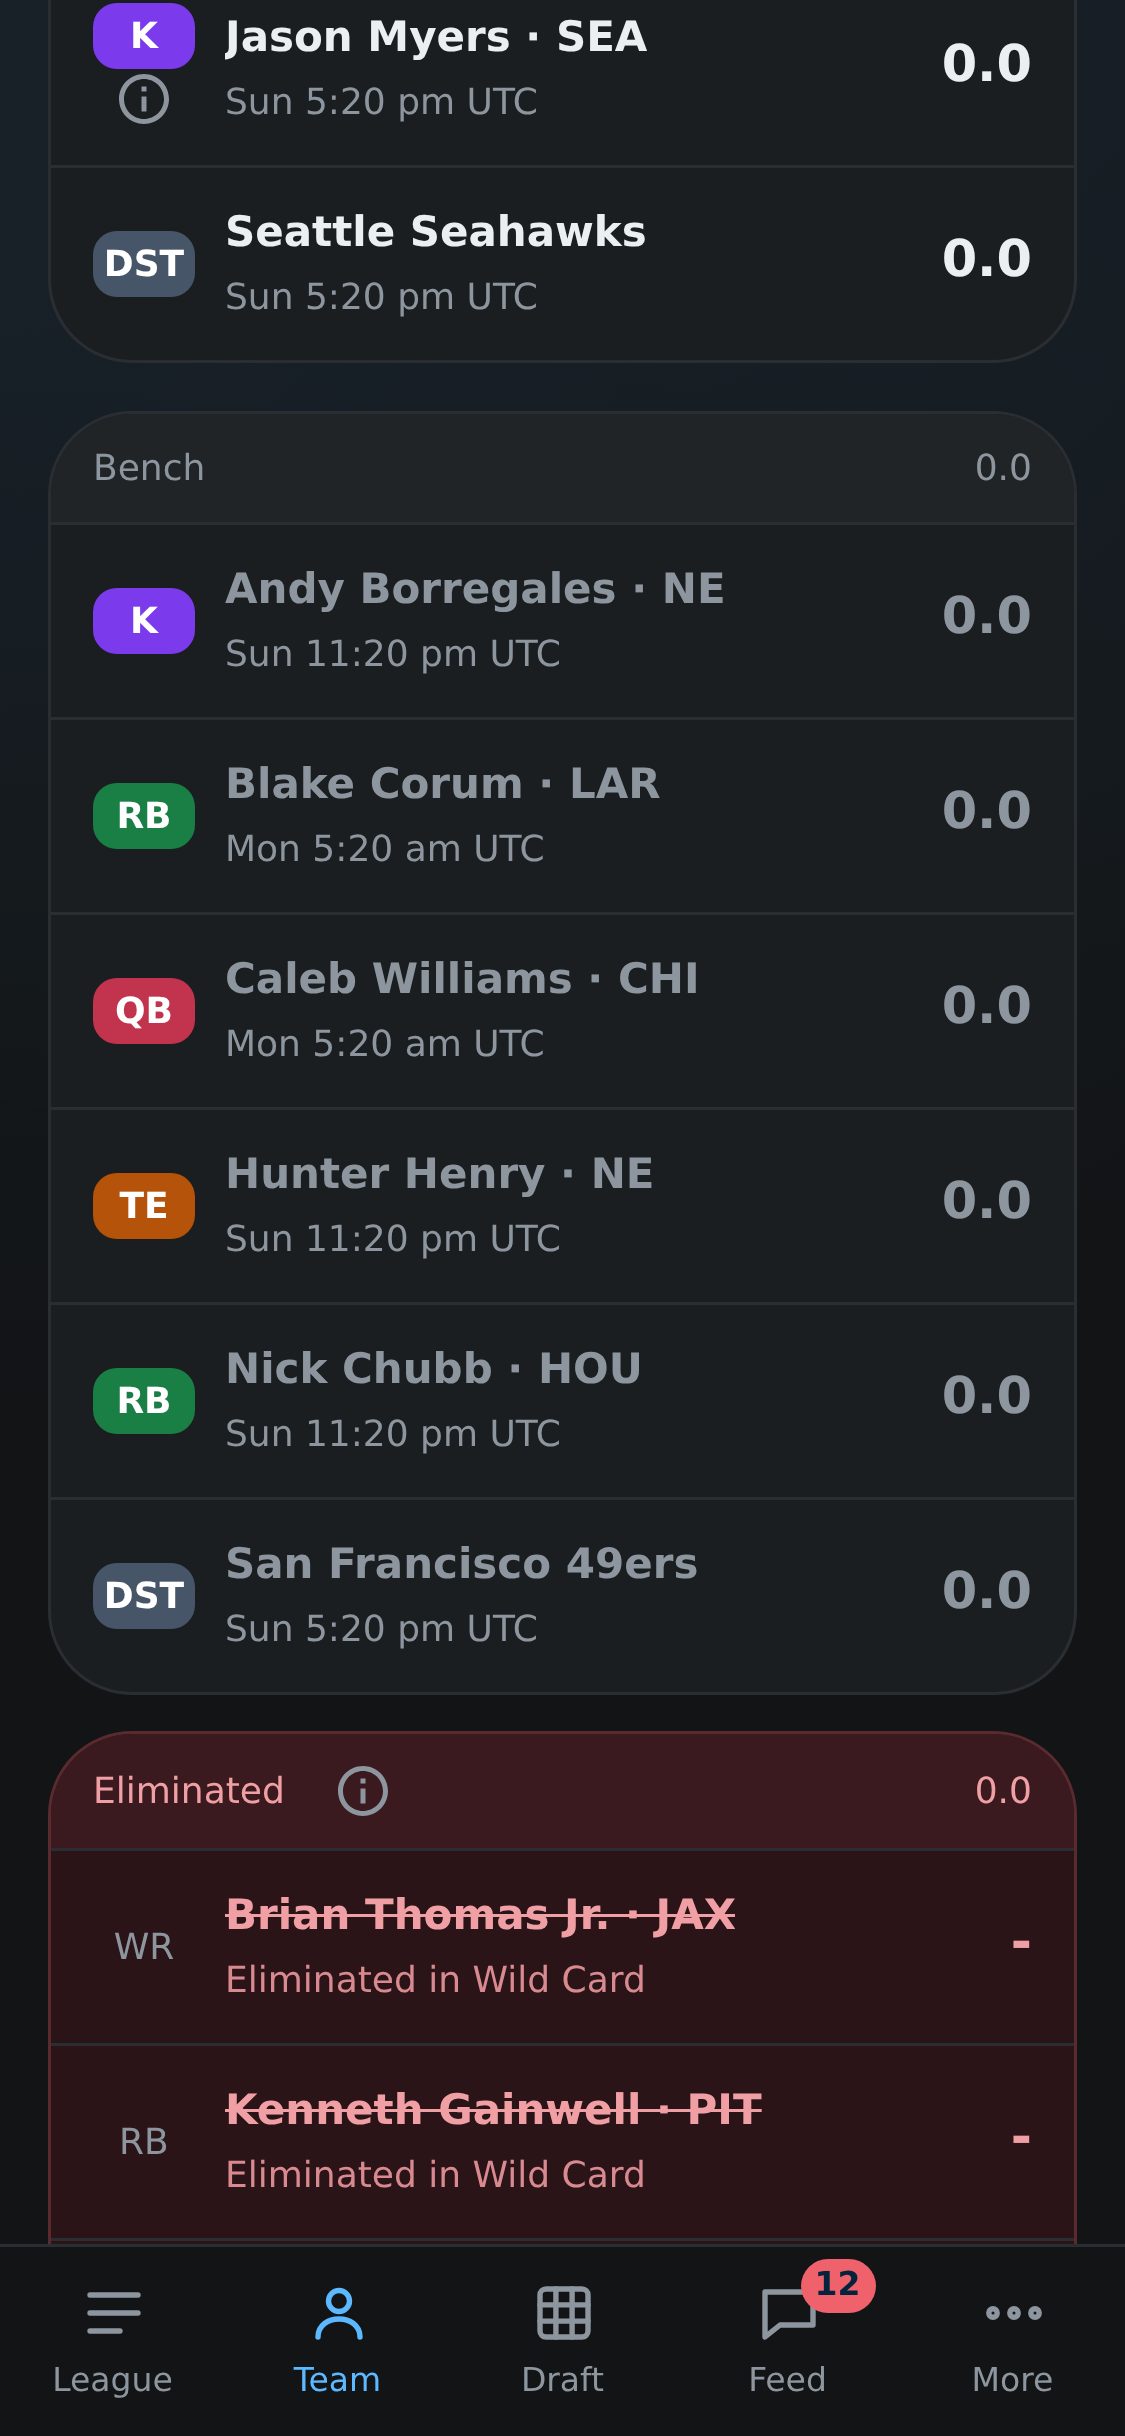 K
Jason Myers · SEA
Sun 5:20 pm UTC
0.0
DST
Seattle Seahawks
Sun 5:20 pm UTC
0.0
Bench
0.0
K
Andy Borregales · NE
Sun 11:20 pm UTC
0.0
RB
Blake Corum · LAR
Mon 5:20 am UTC
0.0
QB
Caleb Williams · CHI
Mon 5:20 am UTC
0.0
TE
Hunter Henry · NE
Sun 11:20 pm UTC
0.0
RB
Nick Chubb · HOU
Sun 11:20 pm UTC
0.0
DST
San Francisco 49ers
Sun 5:20 pm UTC
0.0
Eliminated
0.0
WR
Brian Thomas Jr. · JAX
Eliminated in Wild Card
-
RB
Kenneth Gainwell · PIT
Eliminated in Wild Card
-
12
League
Team
Draft
Feed
More